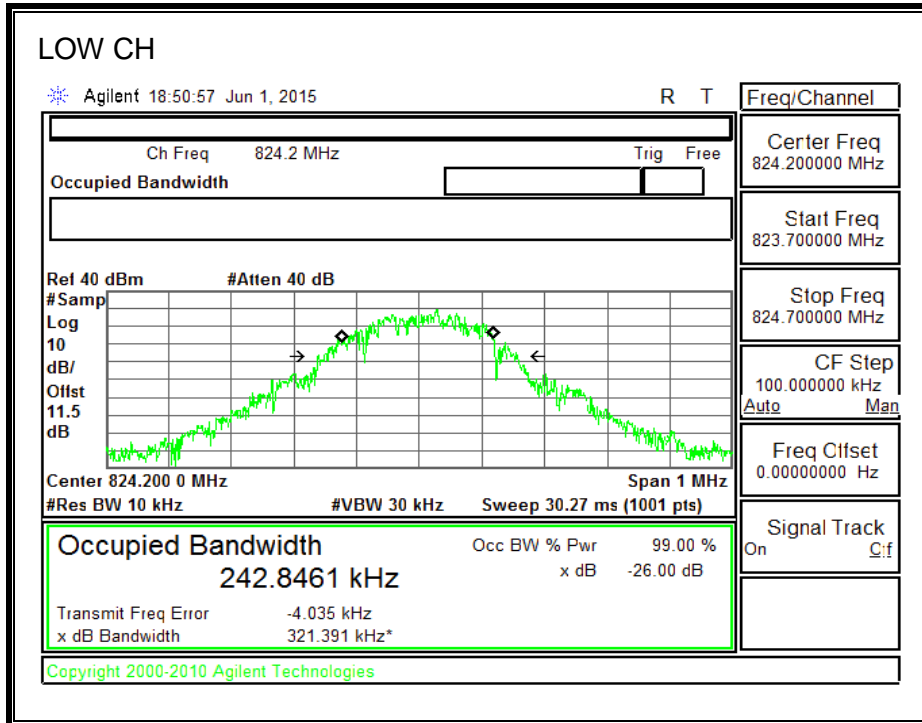 LOW CH
Agilent 18:50:57 Jun 1, 2015 R T
Freq/Channel
Ch Freq 824.2 MHz Trig Free
Occupied Bandwidth
Center Freq
824.200000 MHz
Start Freq
823.700000 MHz
Stop Freq
824.700000 MHz
CF Step
100.000000 kHz
Auto Man
Freq Offset
0.00000000 Hz
Signal Track
On Off
Ref 40 dBm #Atten 40 dB
#Samp
Log
10
dB/
Offst
11.5
dB
Center 824.200 0 MHz Span 1 MHz
#Res BW 10 kHz #VBW 30 kHz Sweep 30.27 ms (1001 pts)
Occupied Bandwidth Occ BW % Pwr 99.00 %
242.8461 kHz x dB -26.00 dB
Transmit Freq Error -4.035 kHz
x dB Bandwidth 321.391 kHz*
Copyright 2000-2010 Agilent Technologies